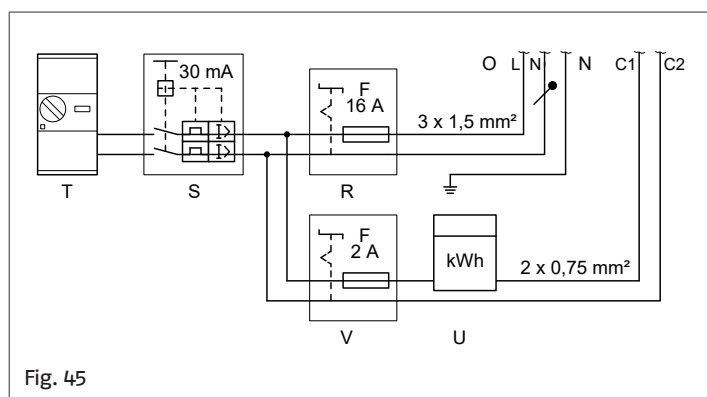 30 mA
F
16 A
O L N N C1 C2
3 x 1,5 mm²
T S R
F
2 A
kWh
2 x 0,75 mm²
V U
Fig. 45